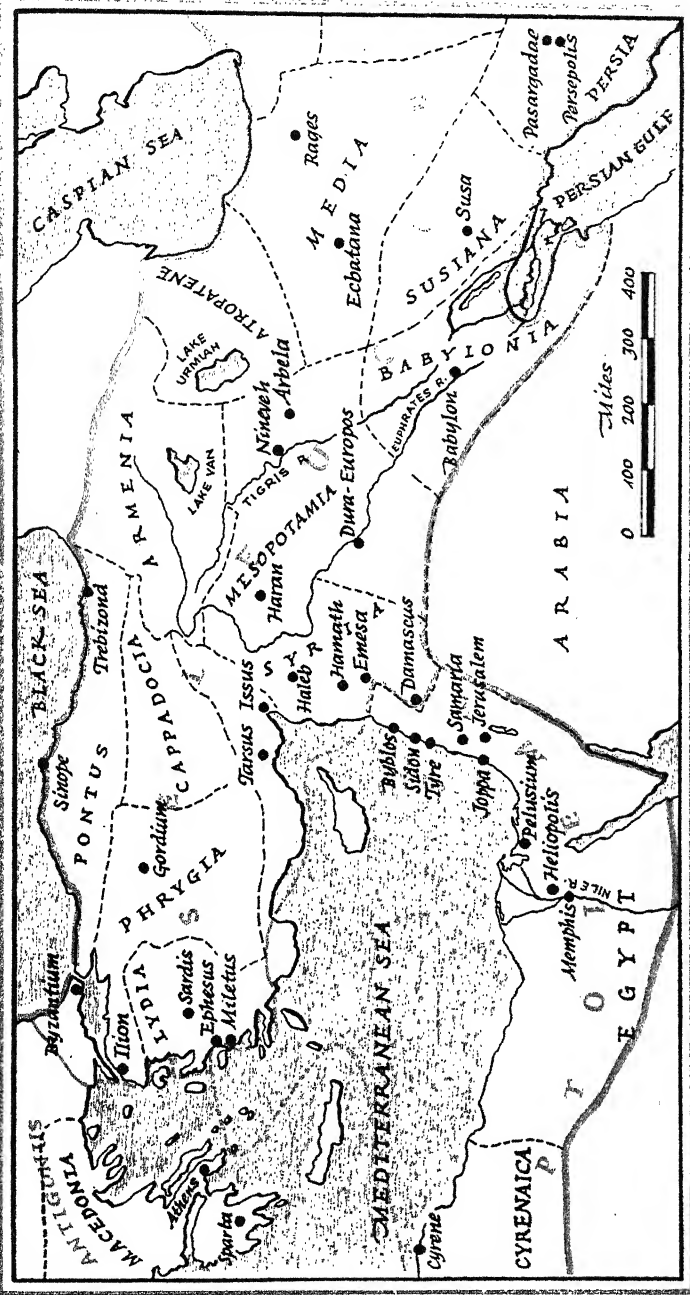 CASPIAN SEA
BLACK SEA
ANTIGONIIS
MACEDONIA
Byzantium
Sinope
Trebizond
PONTUS
ARMENIA
LAKE VAN
LAKE URMIAH
ATROPATENE
MEDIA
Rages
Ecbatana
Ilion
LYDIA
Sardis
Ephesus
Miletus
PHRYGIA
Gordium
CAPPADOCIA
Tarsus
Issus
Nineveh
Arbela
TIGRIS R.
MESOPOTAMIA
Haran
Dura-Europos
EUPHRATES R.
BABYLONIA
Babylon
SUSIANA
Susa
Pasargadae
Persepolis
PERSIA
PERSIAN GULF
Athens
Sparta
SYRIA
Haleb
Hamath
Emesa
Damascus
Byblos
Sidon
Tyre
Samaria
Jerusalem
Joppa
MEDITERRANEAN SEA
Cyrene
CYRENAICA
Pelusium
Heliopolis
Memphis
NILE R.
EGYPT
ARABIA
S E L E U C
P T O L E M
Miles
0 100 200 300 400